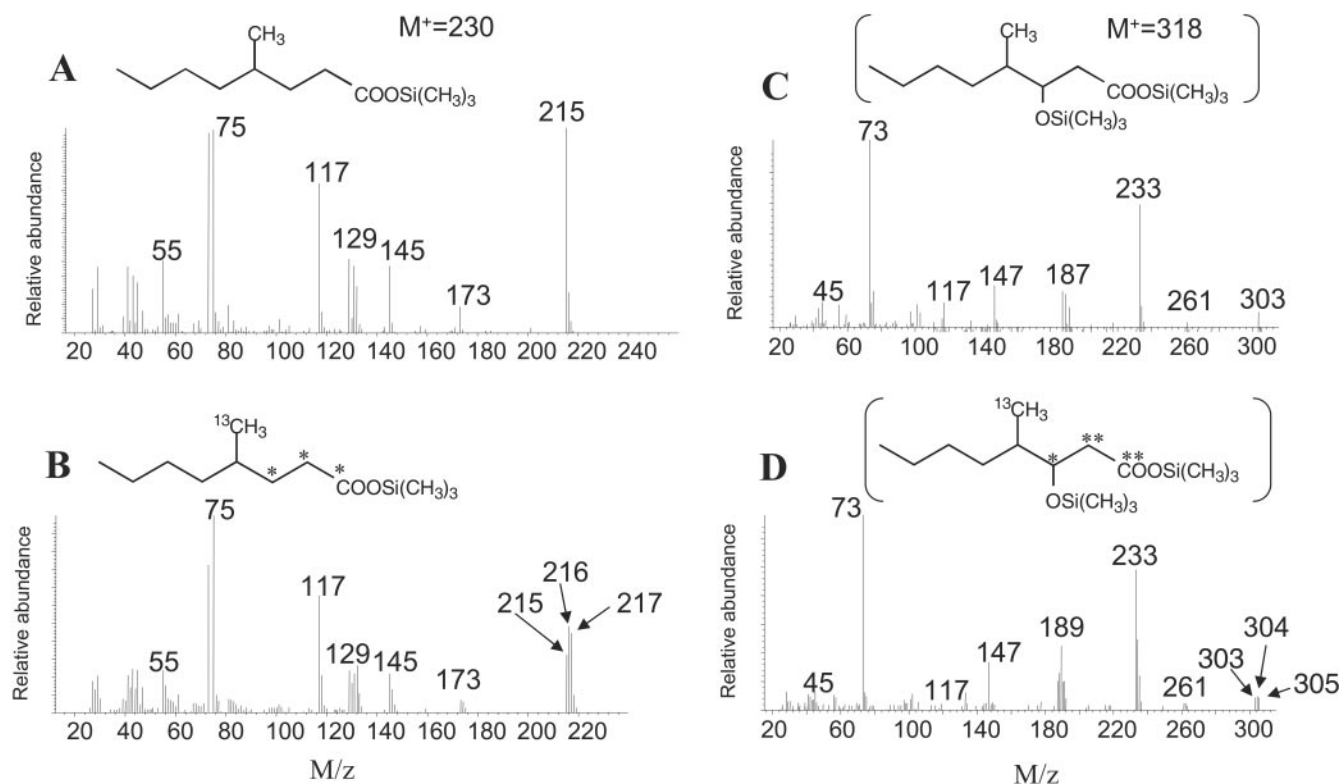 A
CH₃
M⁺=230
COOSi(CH₃)₃
Relative abundance
55
75
117
129
145
173
215
20 40 60 80 100 120 140 160 180 200 220 240
C
CH₃
M⁺=318
COOSi(CH₃)₃
OSi(CH₃)₃
Relative abundance
45
73
117
147
187
233
261
303
20 60 100 140 180 220 260 300
B
¹³CH₃
* * *
COOSi(CH₃)₃
Relative abundance
55
75
117
129
145
173
215
216
217
20 40 60 80 100 120 140 160 180 200 220
M/z
D
¹³CH₃
* ** **
COOSi(CH₃)₃
OSi(CH₃)₃
Relative abundance
45
73
117
147
189
233
261
303
304
305
20 60 100 140 180 220 260 300
M/z